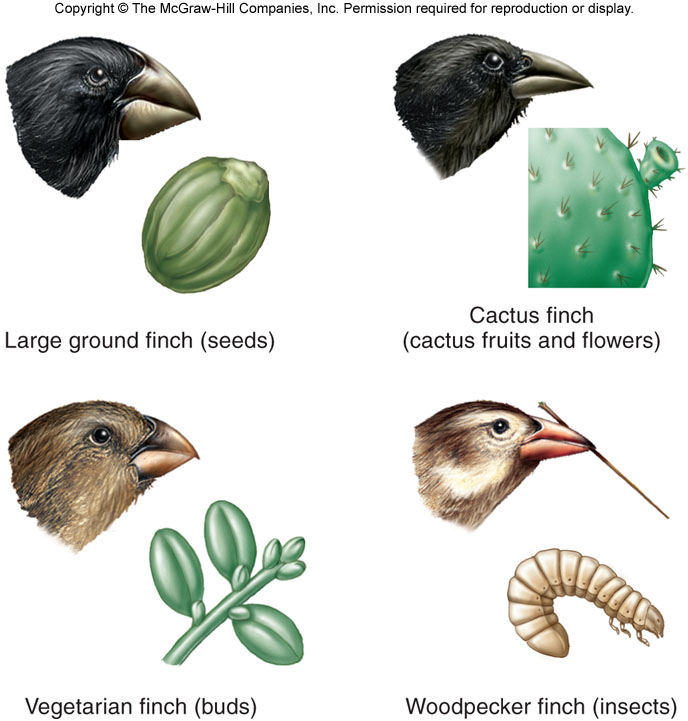 Copyright © The McGraw-Hill Companies, Inc. Permission required for reproduction or display.
Large ground finch (seeds)
Cactus finch
(cactus fruits and flowers)
Vegetarian finch (buds)
Woodpecker finch (insects)